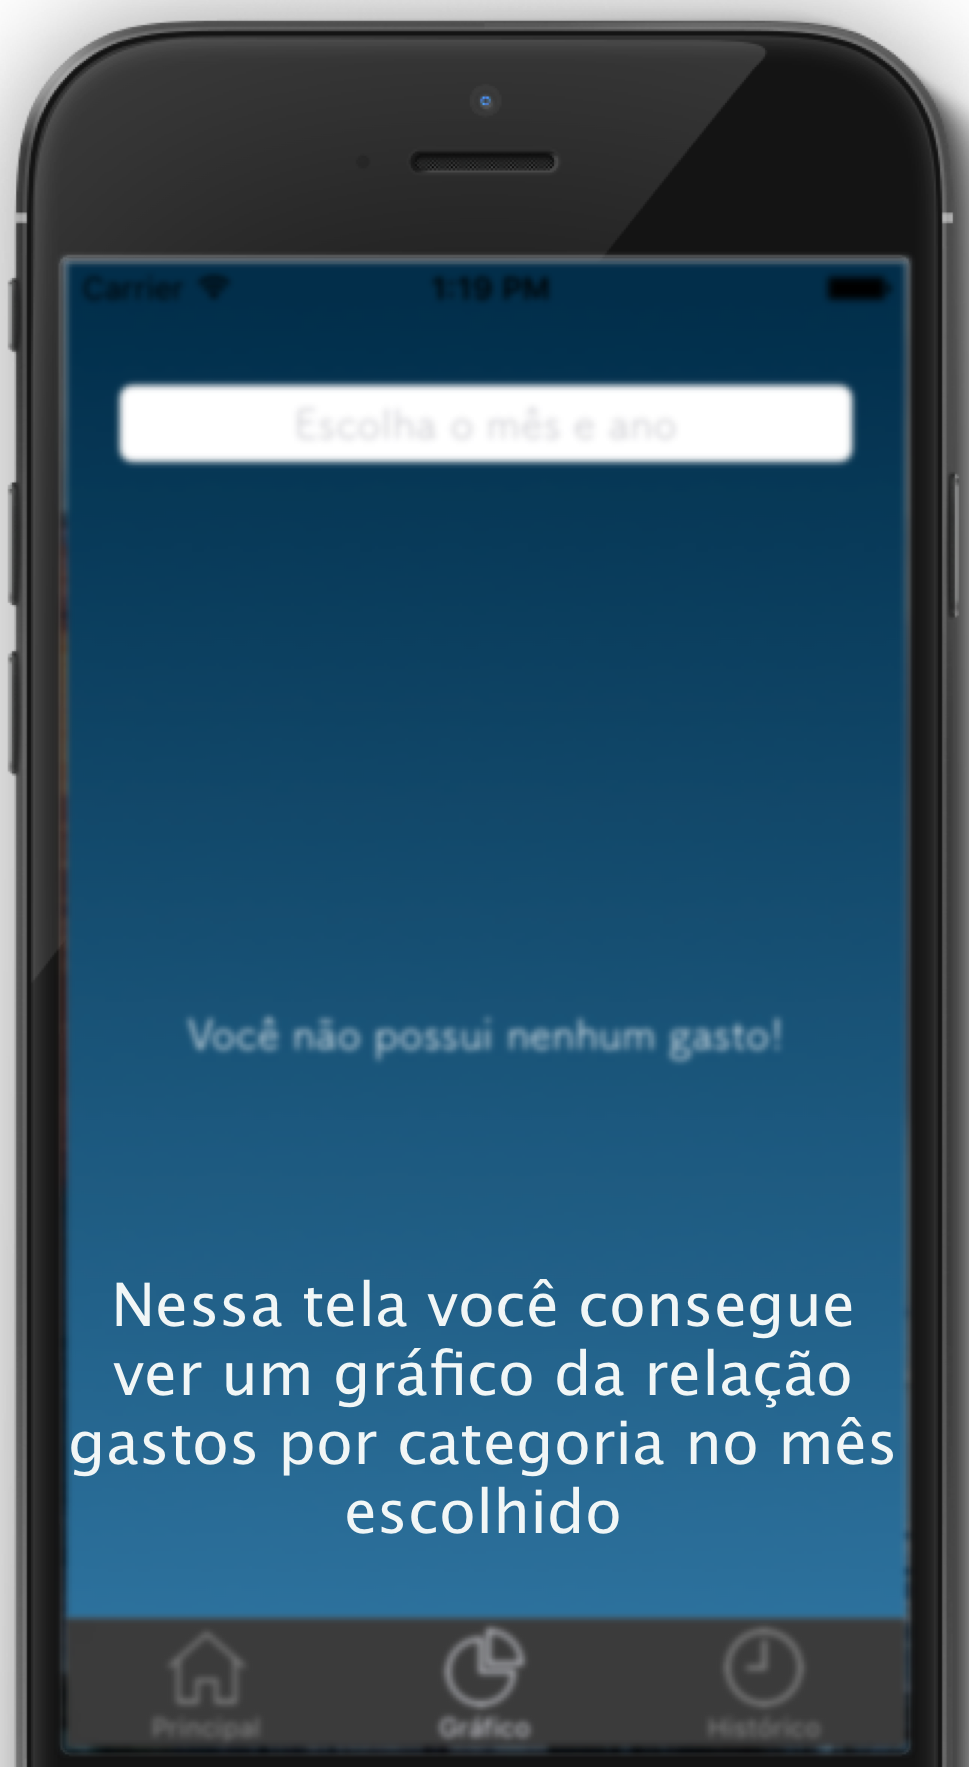 Carrier
1:19 PM
Escolha o mês e ano
Você não possui nenhum gasto!
Nessa tela você consegue
ver um gráfico da relação
gastos por categoria no mês
escolhido
Principal
Gráfico
Histórico